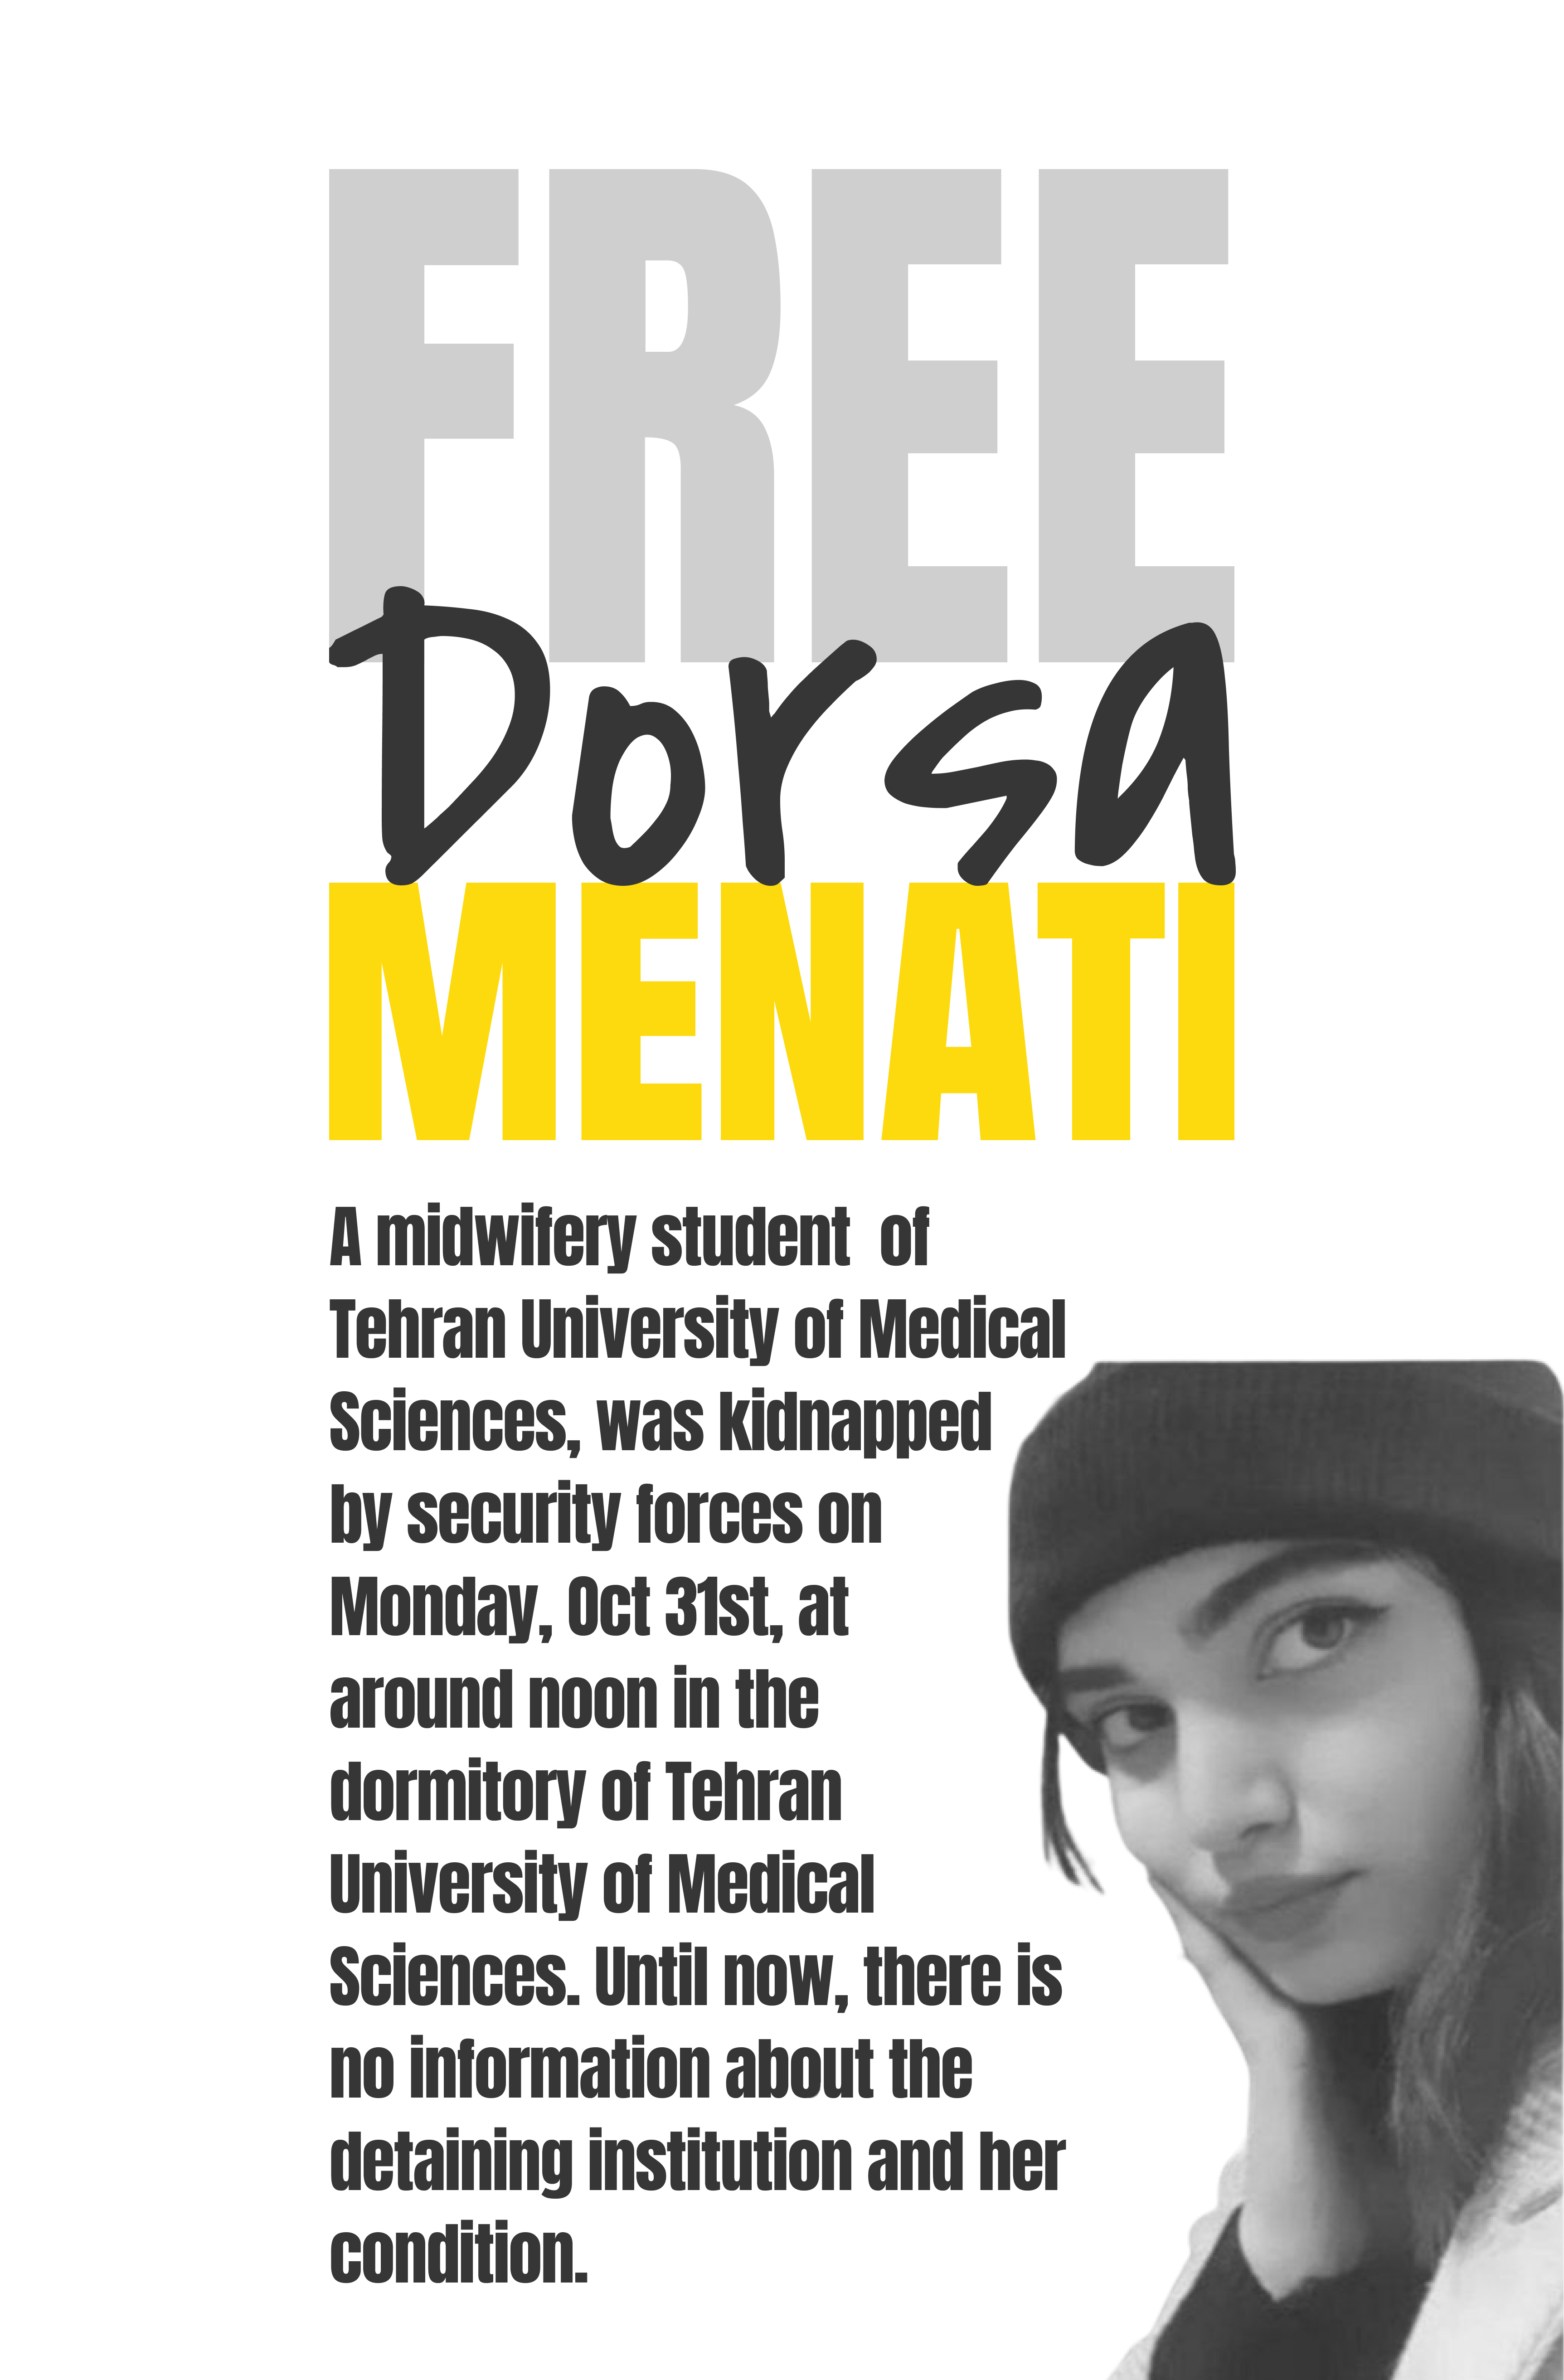 FREE
Dorsa
MENATI
A midwifery student  of
Tehran University of Medical
Sciences, was kidnapped
by security forces on
Monday, Oct 31st, at
around noon in the
dormitory of Tehran
University of Medical
Sciences. Until now, there is
no information about the
detaining institution and her
condition.